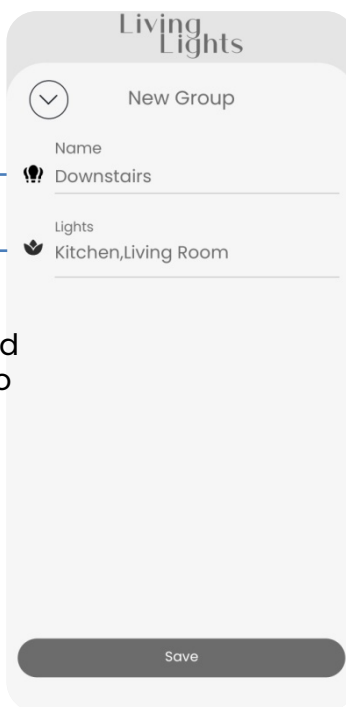 Living
Lights
New Group
Name
Downstairs
Lights
Kitchen,Living Room
d
o
Save